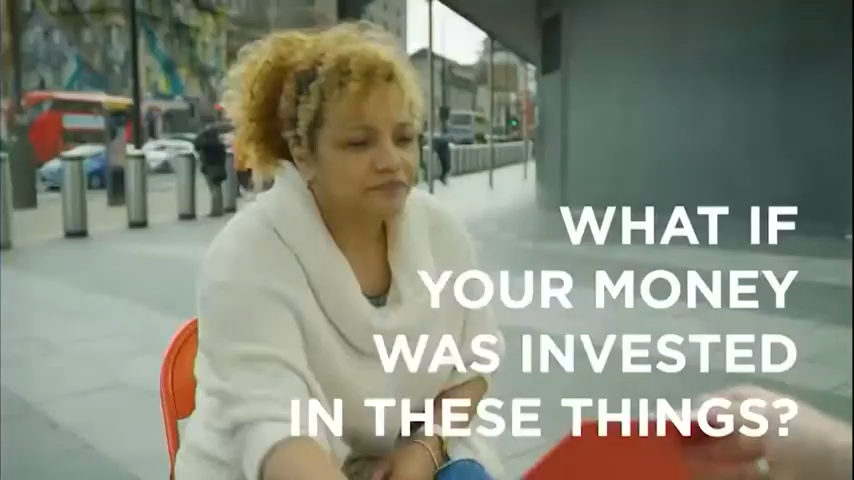 WHAT IF
YOUR MONEY
WAS INVESTED
IN THESE THINGS?